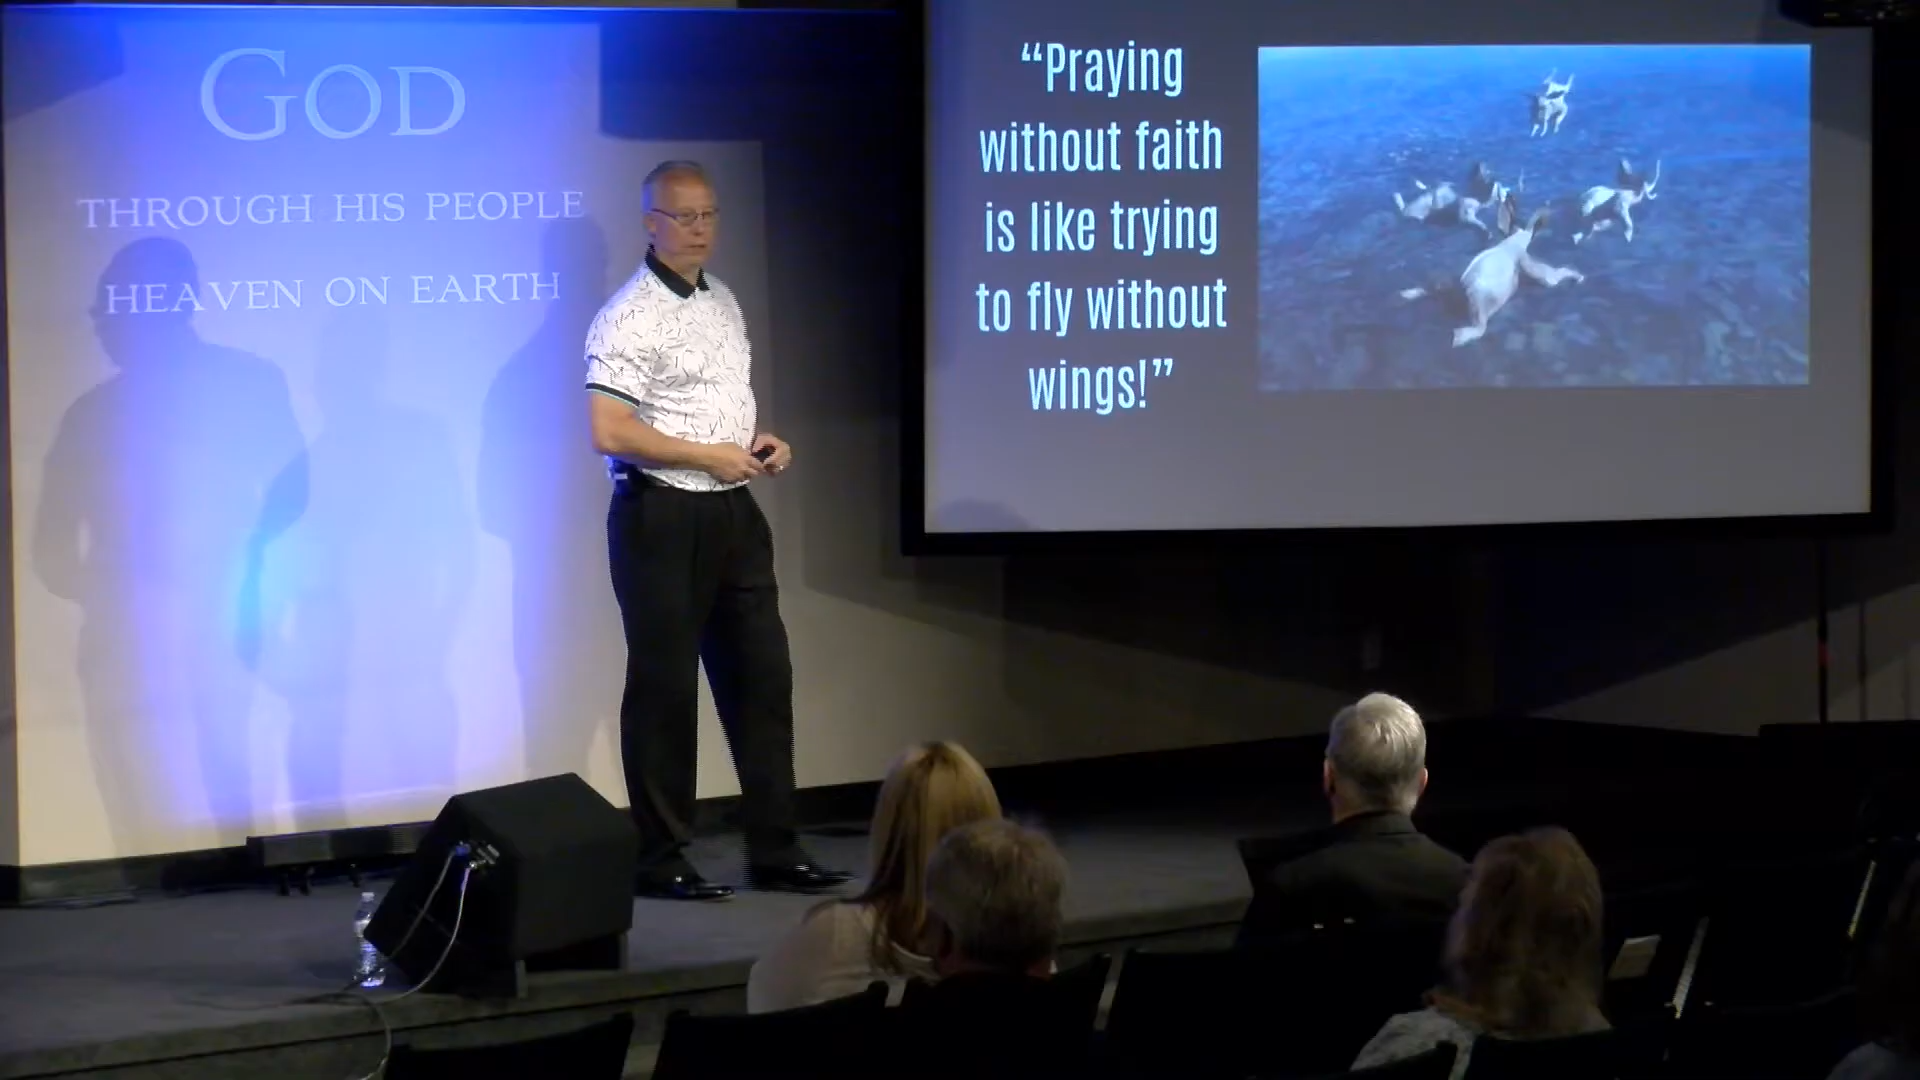 GOD
THROUGH HIS PEOPLE
HEAVEN ON EARTH
“Praying
without faith
is like trying
to fly without
wings!”